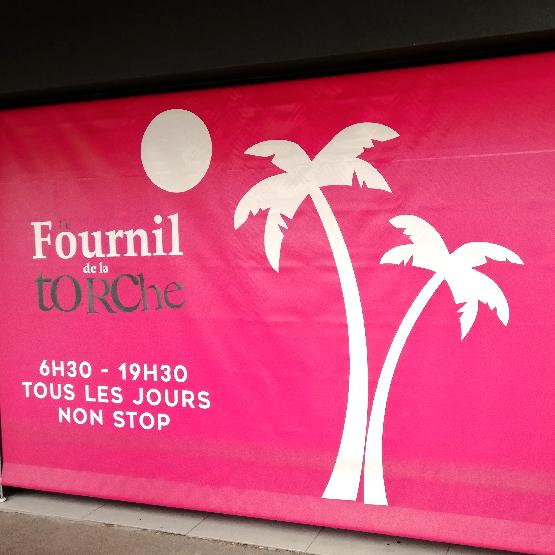 Le
Fournil
de la
tORChe
6H30 - 19H30
TOUS LES JOURS
NON STOP